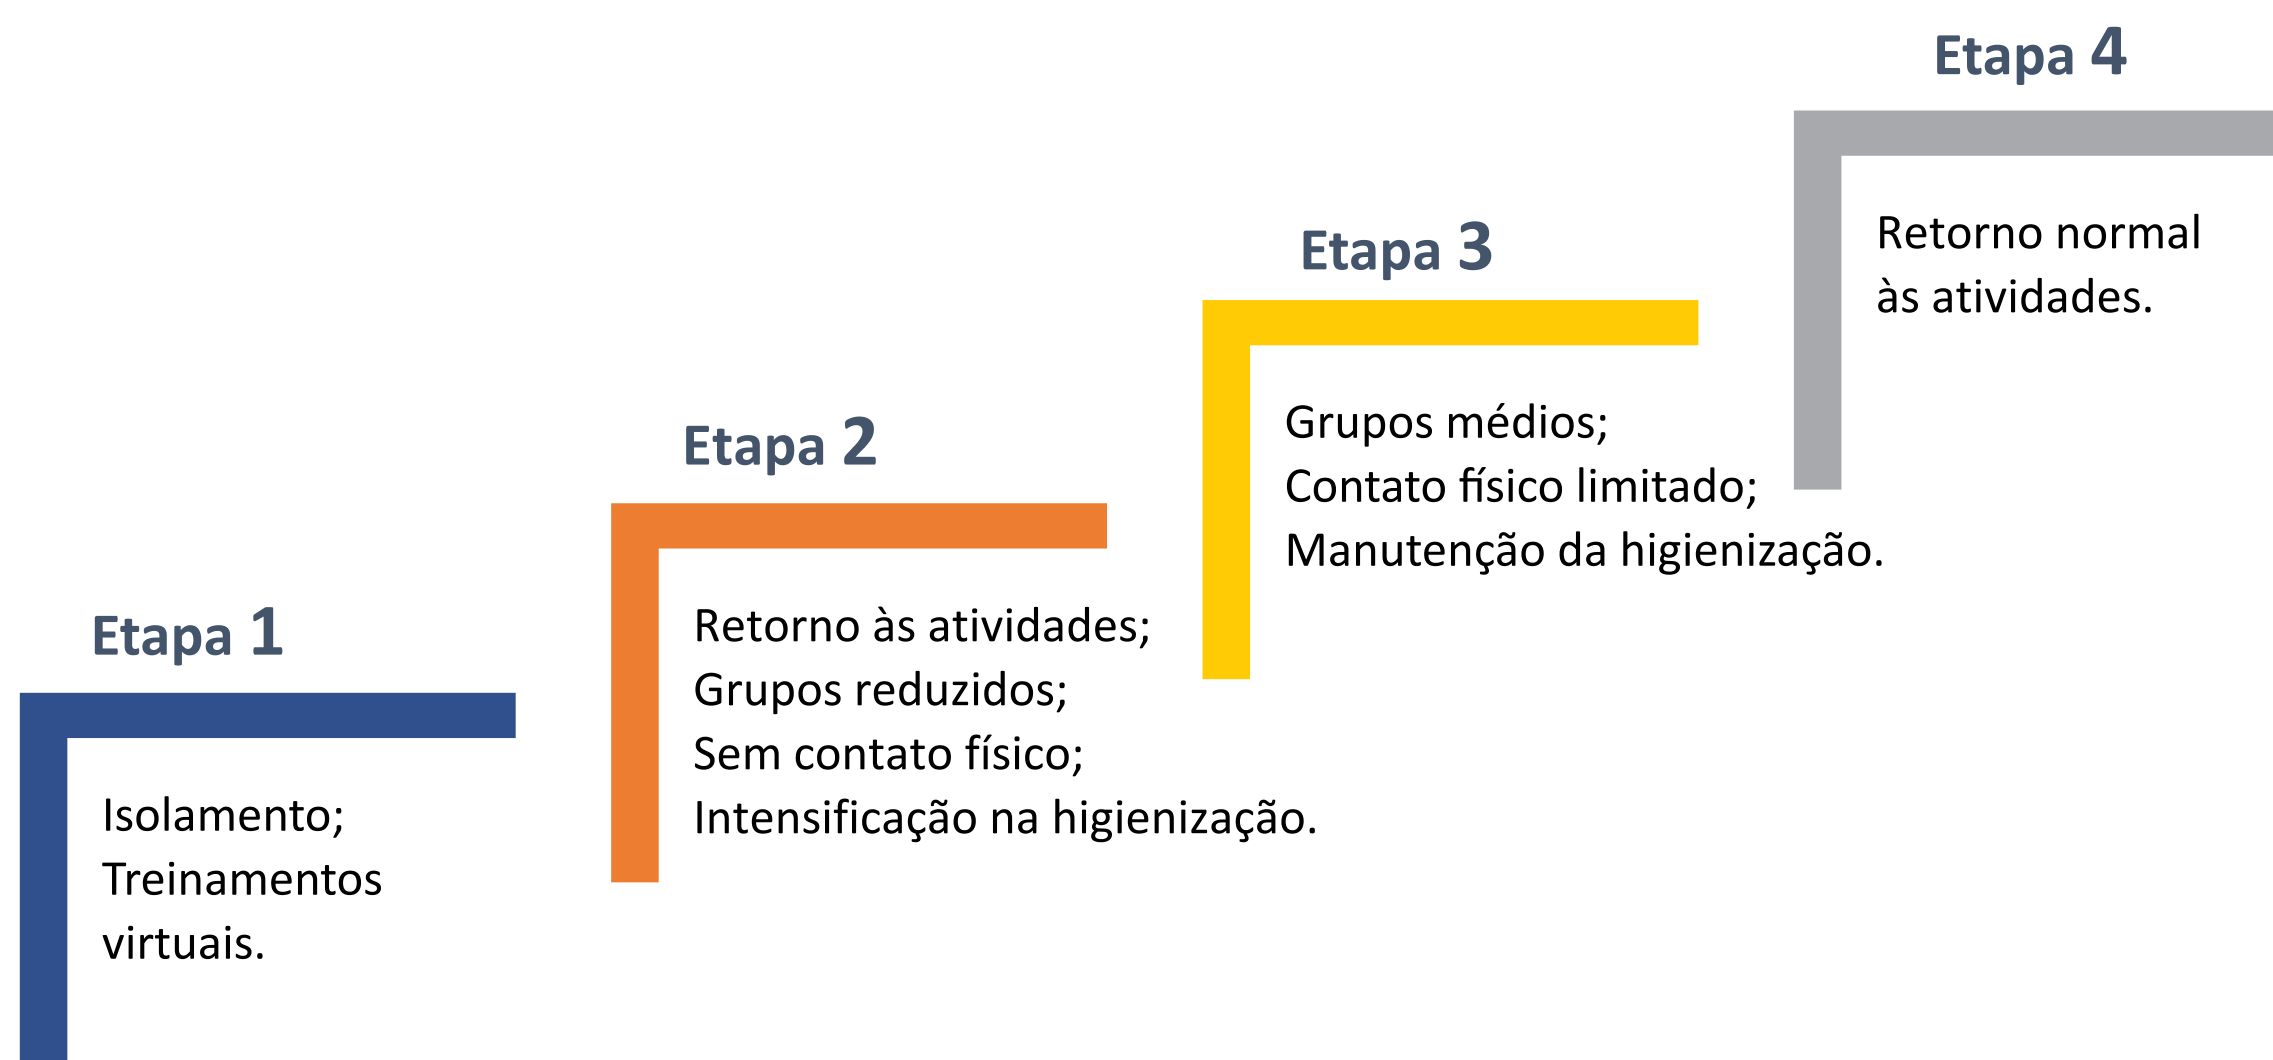 Etapa 1
Isolamento;
Treinamentos
virtuais.
Etapa 2
Retorno às atividades;
Grupos reduzidos;
Sem contato físico;
Intensificação na higienização.
Etapa 3
Grupos médios;
Contato físico limitado;
Manutenção da higienização.
Etapa 4
Retorno normal
às atividades.